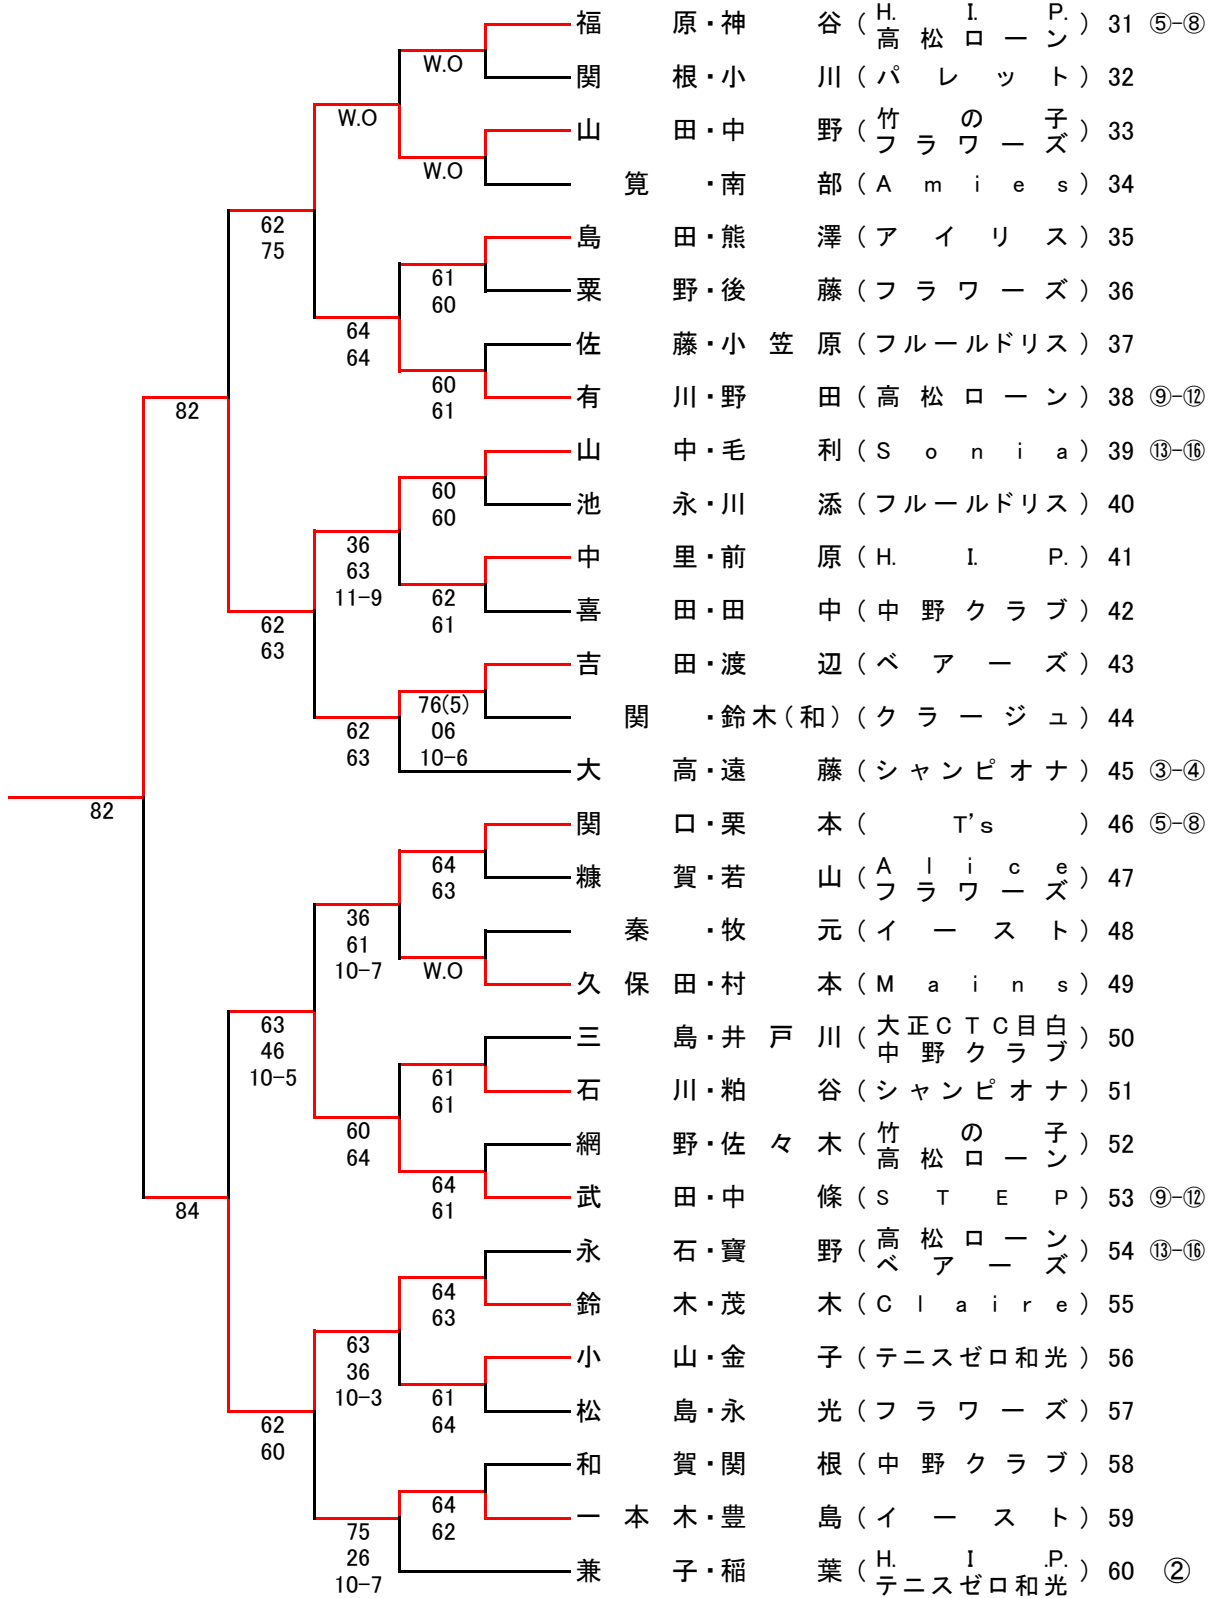 福原・神谷（H.I.P. 高松ローン）31 ⑤-⑧
W.O
関根・小川（パレット）32
W.O
山田・中野（竹の子 フラワーズ）33
W.O
筧・南部（Amies）34
62
75
島田・熊澤（アイリス）35
61
60
粟野・後藤（フラワーズ）36
64
64
佐藤・小笠原（フルールドリス）37
60
61
有川・野田（高松ローン）38 ⑨-⑫
82
山中・毛利（Sonia）39 ⑬-⑯
60
60
池永・川添（フルールドリス）40
36
63
11-9
中里・前原（H.I.P.）41
62
61
喜田・田中（中野クラブ）42
62
63
吉田・渡辺（ベアーズ）43
76(5)
06
10-6
関・鈴木(和)（クラージュ）44
62
63
大高・遠藤（シャンピオナ）45 ③-④
82
関口・栗本（T's）46 ⑤-⑧
64
63
糠賀・若山（Alice フラワーズ）47
36
61
10-7
秦・牧元（イースト）48
W.O
久保田・村本（Mains）49
63
46
10-5
三島・井戸川（大正CTC目白 中野クラブ）50
61
61
石川・粕谷（シャンピオナ）51
60
64
網野・佐々木（竹の子 高松ローン）52
64
61
武田・中條（STEP）53 ⑨-⑫
84
永石・寶野（高松ローン ベアーズ）54 ⑬-⑯
64
63
鈴木・茂木（Claire）55
63
36
10-3
小山・金子（テニスゼロ和光）56
61
64
松島・永光（フラワーズ）57
62
60
和賀・関根（中野クラブ）58
64
62
一本木・豊島（イースト）59
75
26
10-7
兼子・稲葉（H.I.P. テニスゼロ和光）60 ②